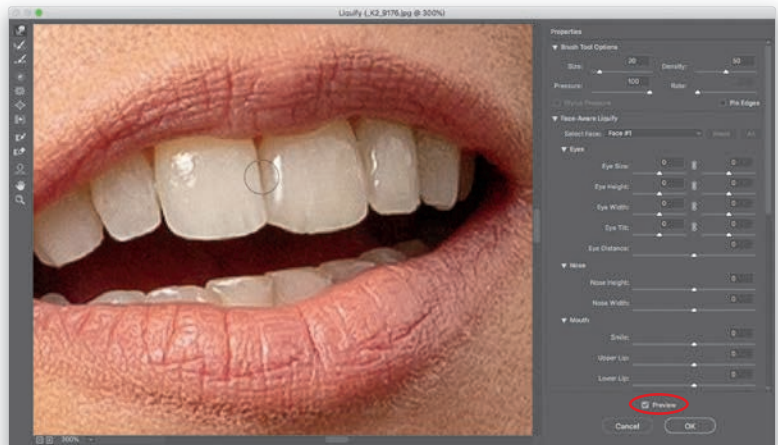 Liquify (_K2_9176.jpg @ 300%)
Properties
Brush Tool Options
Size: 20 Density: 50
Pressure: 100 Rate:
Stylus Pressure Pin Edges
Face-Aware Liquify
Select Face: Face #1 Reset All
Eyes
Eye Size: 0 0
Eye Height: 0 0
Eye Width: 0 0
Eye Tilt: 0 0
Eye Distance: 0
Nose
Nose Height: 0
Nose Width: 0
Mouth
Smile: 0
Upper Lip: 0
Lower Lip: 0
Preview
Cancel OK
300%